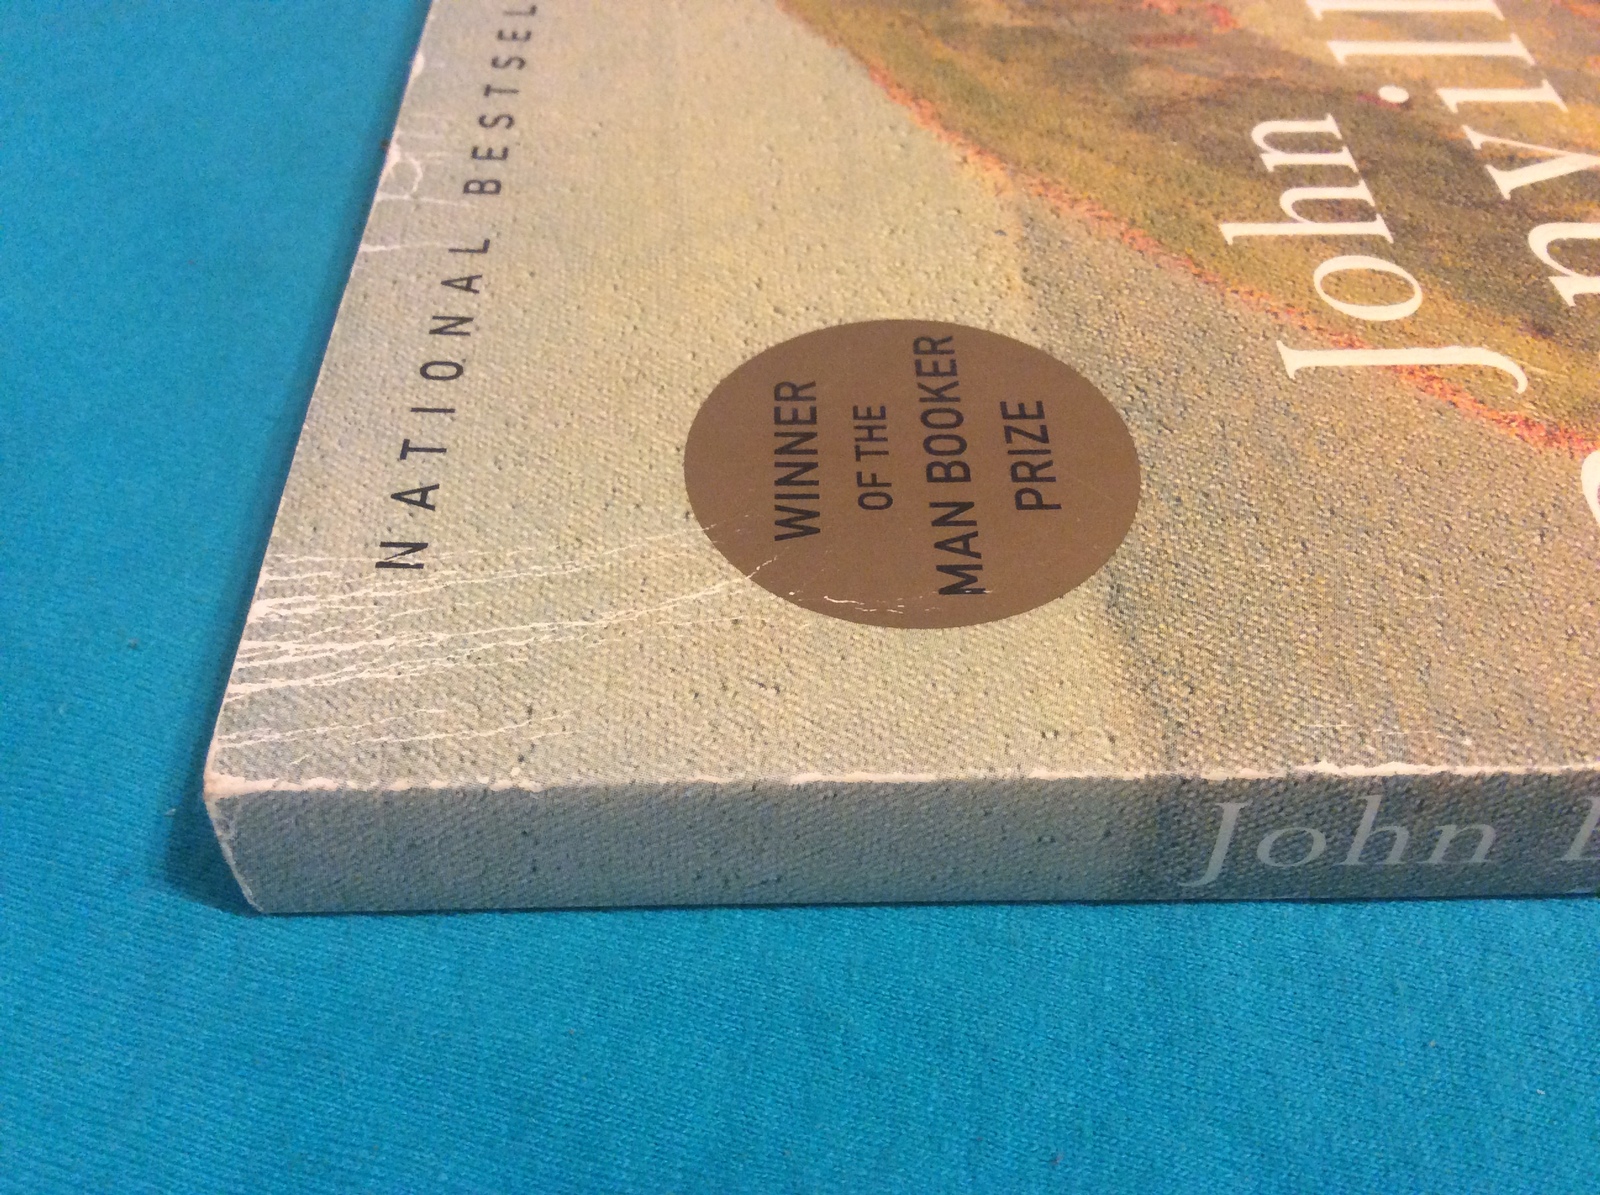 NATIONAL BESTSEL
WINNER
OF THE
MAN BOOKER
PRIZE
John
John